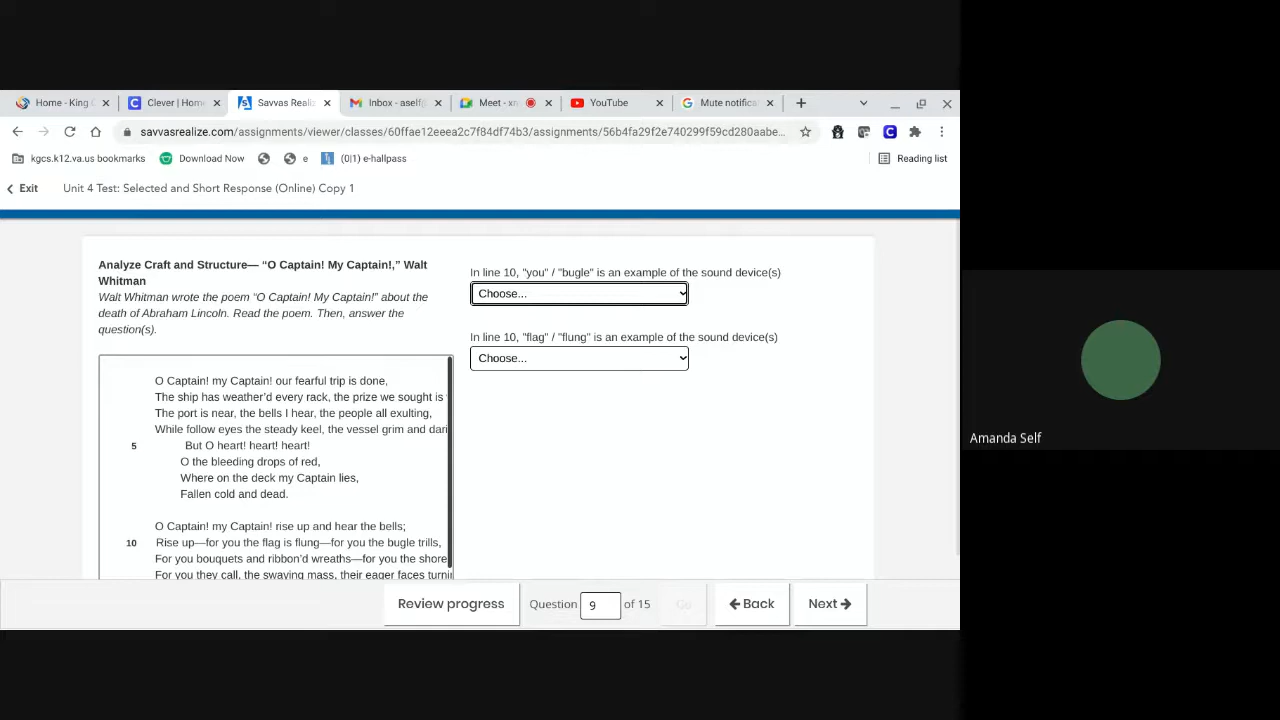 Home - King
Clever | Home
Savvas Realiz
Inbox - aself@
Meet - xn
YouTube
Mute notifica
savvasrealize.com/assignments/viewer/classes/60ffae12eeea2c7f84df74b3/assignments/56b4fa29f2e740299f59cd280aabe...
kgcs.k12.va.us bookmarks
Download Now
e
(0|1) e-hallpass
Reading list
Exit
Unit 4 Test: Selected and Short Response (Online) Copy 1
Analyze Craft and Structure— “O Captain! My Captain!,” Walt
Whitman
Walt Whitman wrote the poem “O Captain! My Captain!” about the
death of Abraham Lincoln. Read the poem. Then, answer the
question(s).
O Captain! my Captain! our fearful trip is done,
The ship has weather’d every rack, the prize we sought is
The port is near, the bells I hear, the people all exulting,
While follow eyes the steady keel, the vessel grim and dari
5 But O heart! heart! heart!
O the bleeding drops of red,
Where on the deck my Captain lies,
Fallen cold and dead.
O Captain! my Captain! rise up and hear the bells;
10 Rise up—for you the flag is flung—for you the bugle trills,
For you bouquets and ribbon’d wreaths—for you the shore
For you they call, the swaying mass, their eager faces turni
In line 10, "you" / "bugle" is an example of the sound device(s)
Choose...
In line 10, "flag" / "flung" is an example of the sound device(s)
Choose...
Review progress
Question 9 of 15
Go
Back
Next
Amanda Self